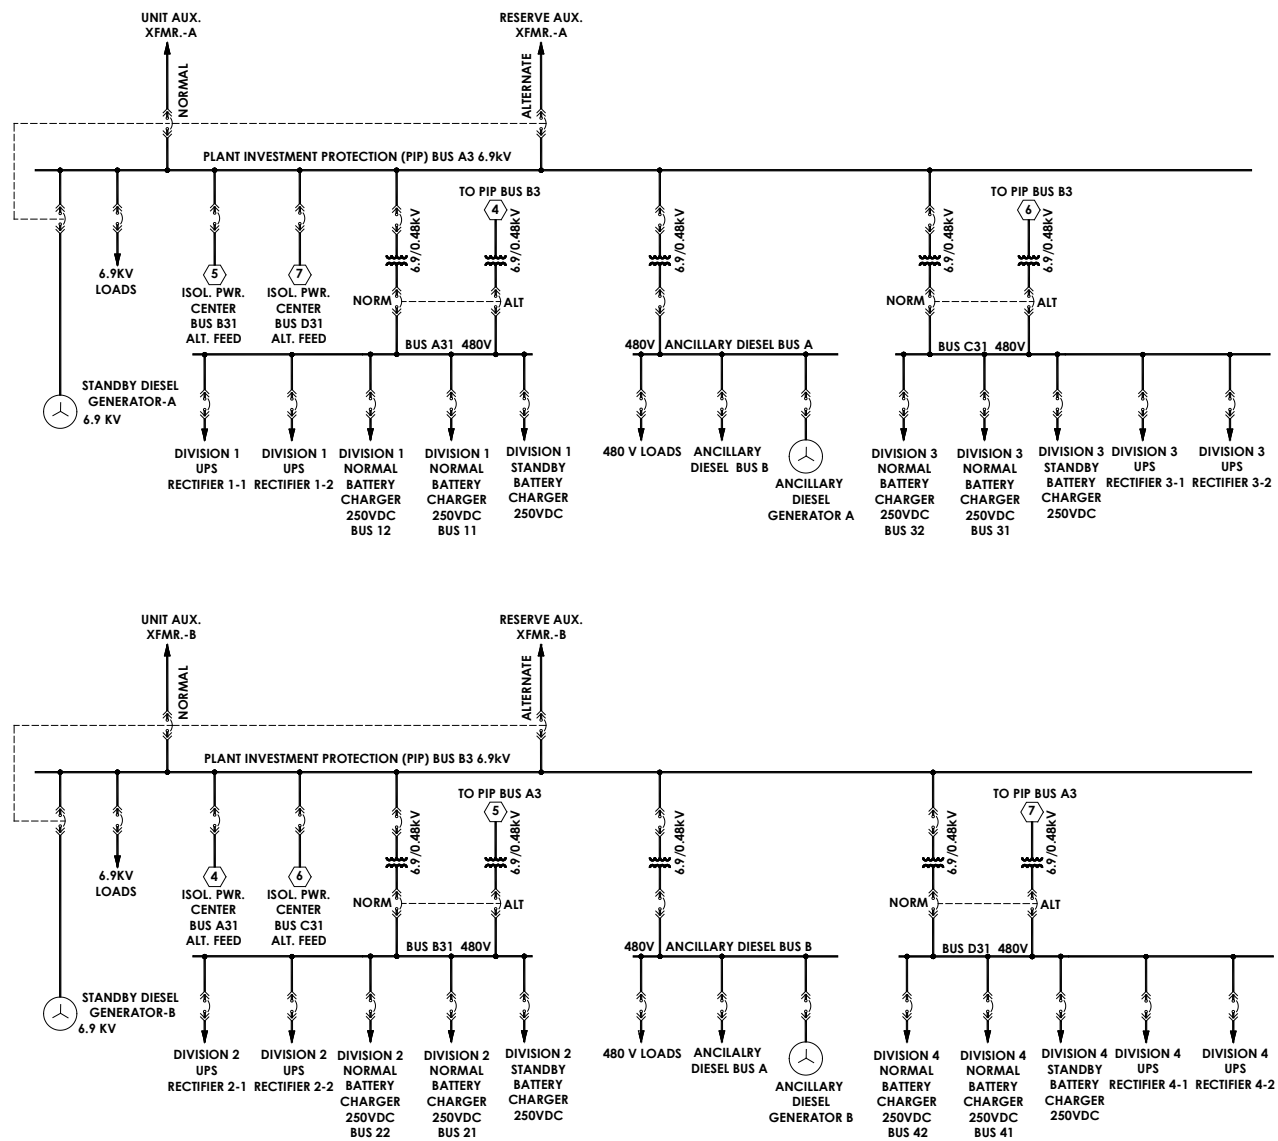 UNIT AUX.
XFMR.-A
RESERVE AUX.
XFMR.-A
NORMAL
ALTERNATE
PLANT INVESTMENT PROTECTION (PIP) BUS A3 6.9kV
TO PIP BUS B3
4
6.9/0.48kV
6.9/0.48kV
6.9/0.48kV
TO PIP BUS B3
6
6.9/0.48kV
6.9/0.48kV
6.9KV
LOADS
5
ISOL. PWR.
CENTER
BUS B31
ALT. FEED
7
ISOL. PWR.
CENTER
BUS D31
ALT. FEED
NORM
ALT
NORM
ALT
BUS A31 480V
480V ANCILLARY DIESEL BUS A
BUS C31 480V
STANDBY DIESEL
GENERATOR-A
6.9 KV
DIVISION 1
UPS
RECTIFIER 1-1
DIVISION 1
UPS
RECTIFIER 1-2
DIVISION 1
NORMAL
BATTERY
CHARGER
250VDC
BUS 12
DIVISION 1
NORMAL
BATTERY
CHARGER
250VDC
BUS 11
DIVISION 1
STANDBY
BATTERY
CHARGER
250VDC
480 V LOADS
ANCILLARY
DIESEL BUS B
ANCILLARY
DIESEL
GENERATOR A
DIVISION 3
NORMAL
BATTERY
CHARGER
250VDC
BUS 32
DIVISION 3
NORMAL
BATTERY
CHARGER
250VDC
BUS 31
DIVISION 3
STANDBY
BATTERY
CHARGER
250VDC
DIVISION 3
UPS
RECTIFIER 3-1
DIVISION 3
UPS
RECTIFIER 3-2
UNIT AUX.
XFMR.-B
RESERVE AUX.
XFMR.-B
NORMAL
ALTERNATE
PLANT INVESTMENT PROTECTION (PIP) BUS B3 6.9kV
TO PIP BUS A3
5
6.9/0.48kV
6.9/0.48kV
6.9/0.48kV
TO PIP BUS A3
7
6.9/0.48kV
6.9/0.48kV
6.9KV
LOADS
4
ISOL. PWR.
CENTER
BUS A31
ALT. FEED
6
ISOL. PWR.
CENTER
BUS C31
ALT. FEED
NORM
ALT
NORM
ALT
BUS B31 480V
480V ANCILLARY DIESEL BUS B
BUS D31 480V
STANDBY DIESEL
GENERATOR-B
6.9 KV
DIVISION 2
UPS
RECTIFIER 2-1
DIVISION 2
UPS
RECTIFIER 2-2
DIVISION 2
NORMAL
BATTERY
CHARGER
250VDC
BUS 22
DIVISION 2
NORMAL
BATTERY
CHARGER
250VDC
BUS 21
DIVISION 2
STANDBY
BATTERY
CHARGER
250VDC
480 V LOADS
ANCILALRY
DIESEL BUS A
ANCILLARY
DIESEL
GENERATOR B
DIVISION 4
NORMAL
BATTERY
CHARGER
250VDC
BUS 42
DIVISION 4
NORMAL
BATTERY
CHARGER
250VDC
BUS 41
DIVISION 4
STANDBY
BATTERY
CHARGER
250VDC
DIVISION 4
UPS
RECTIFIER 4-1
DIVISION 4
UPS
RECTIFIER 4-2